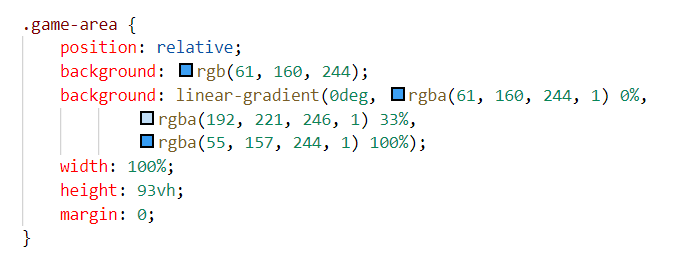 .game-area {
position: relative;
background: rgb(61, 160, 244);
background: linear-gradient(0deg, rgba(61, 160, 244, 1) 0%,
rgba(192, 221, 246, 1) 33%,
rgba(55, 157, 244, 1) 100%);
width: 100%;
height: 93vh;
margin: 0;
}